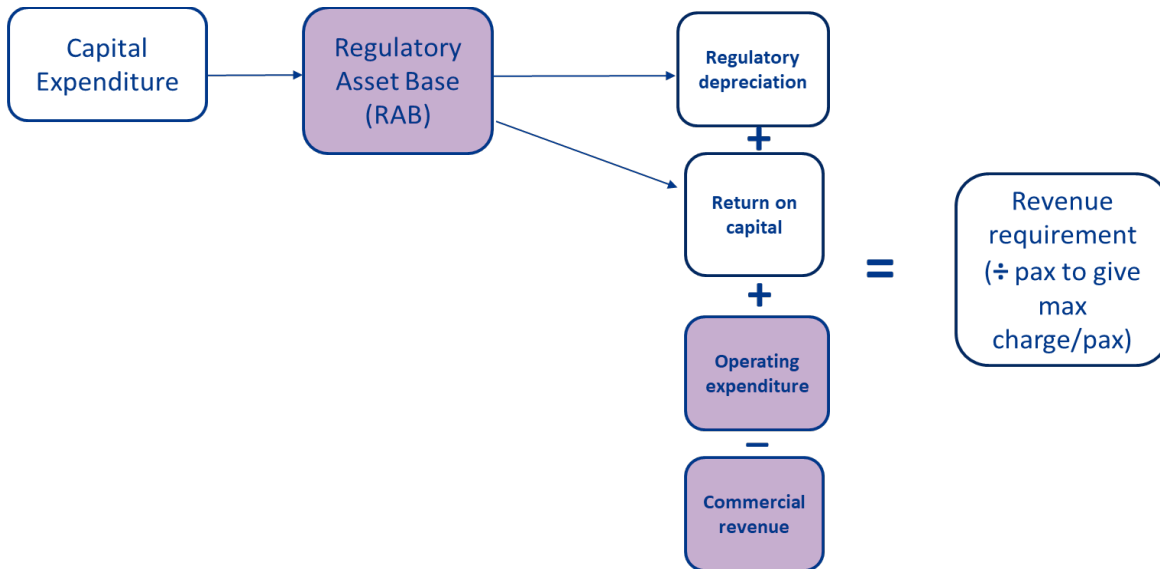 Capital
Expenditure
Regulatory
Asset Base
(RAB)
Regulatory
depreciation
+
Return on
capital
+
Operating
expenditure
–
Commercial
revenue
=
Revenue
requirement
(÷ pax to give
max
charge/pax)